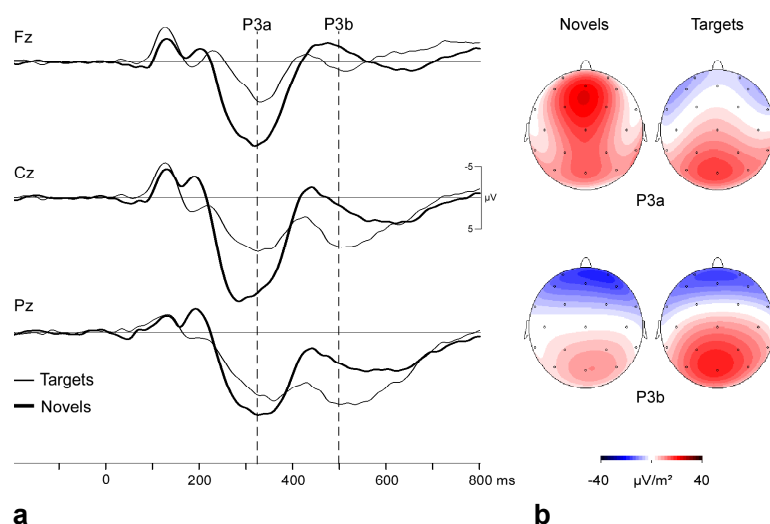 P3a P3b
Fz
Cz
-5
µV
5
Pz
Targets
Novels
0 200 400 600 800 ms
a
Novels Targets
P3a
P3b
-40 µV/m² 40
b